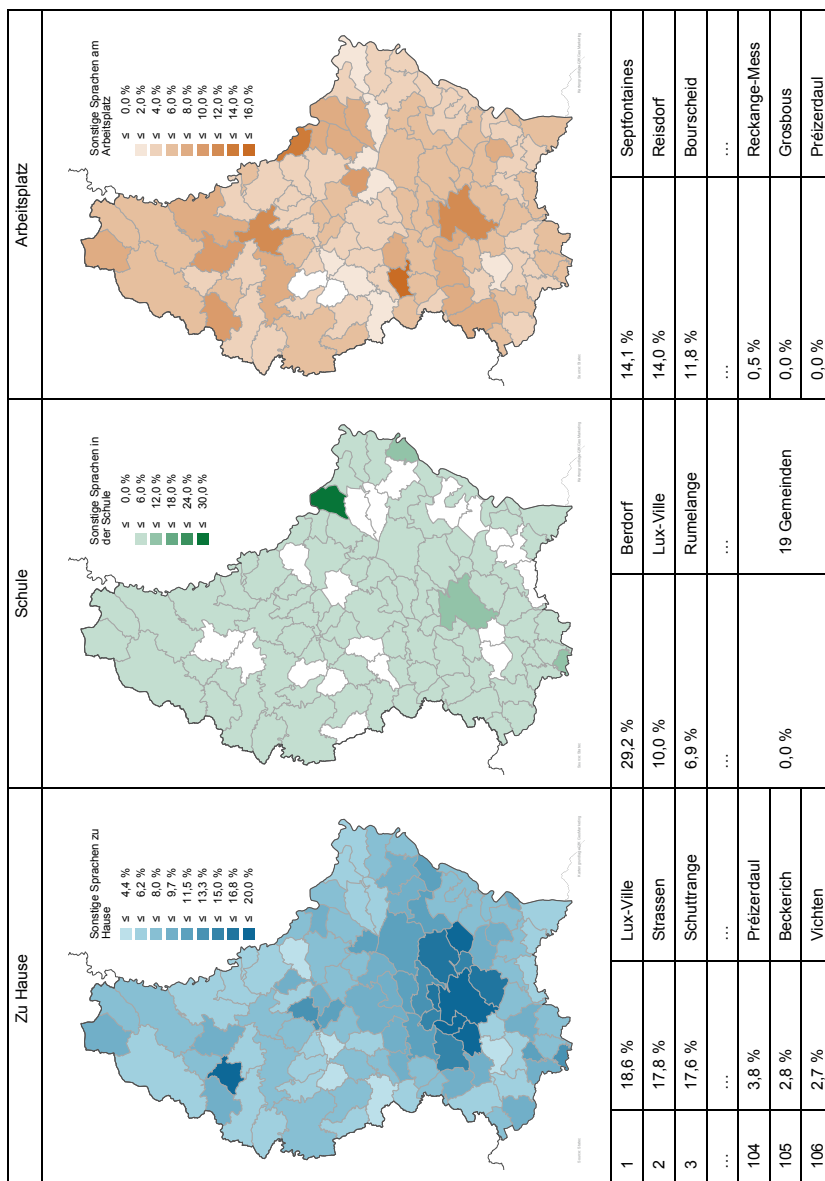 Zu Hause
Schule
Arbeitsplatz
Sonstige Sprachen zu
Hause
≤ 4,4 %
≤ 6,2 %
≤ 8,0 %
≤ 9,7 %
≤ 11,5 %
≤ 13,3 %
≤ 15,0 %
≤ 16,8 %
≤ 20,0 %
Sonstige Sprachen in
der Schule
≤ 0,0 %
≤ 6,0 %
≤ 12,0 %
≤ 18,0 %
≤ 24,0 %
≤ 30,0 %
Sonstige Sprachen am
Arbeitsplatz
≤ 0,0 %
≤ 2,0 %
≤ 4,0 %
≤ 6,0 %
≤ 8,0 %
≤ 10,0 %
≤ 12,0 %
≤ 14,0 %
≤ 16,0 %
1 18,6 % Lux-Ville 29,2 % Berdorf 14,1 % Septfontaines
2 17,8 % Strassen 10,0 % Lux-Ville 14,0 % Reisdorf
3 17,6 % Schuttrange 6,9 % Rumelange 11,8 % Bourscheid
… … … … … …
104 3,8 % Préizerdaul 0,0 % 19 Gemeinden 0,5 % Reckange-Mess
105 2,8 % Beckerich 0,0 % Grosbous
106 2,7 % Vichten 0,0 % Préizerdaul